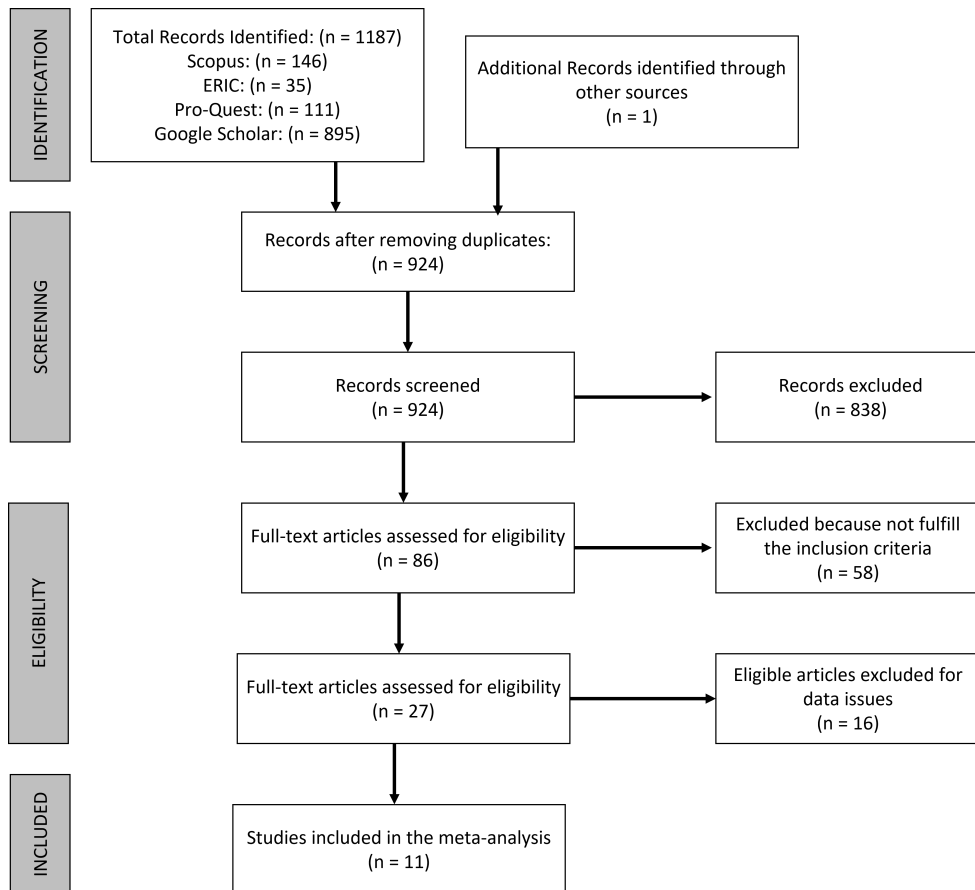 IDENTIFICATION
Total Records Identified: (n = 1187)
Scopus: (n = 146)
ERIC: (n = 35)
Pro-Quest: (n = 111)
Google Scholar: (n = 895)
Additional Records identified through
other sources
(n = 1)
SCREENING
Records after removing duplicates:
(n = 924)
Records screened
(n = 924)
Records excluded
(n = 838)
ELIGIBILITY
Full-text articles assessed for eligibility
(n = 86)
Excluded because not fulfill
the inclusion criteria
(n = 58)
Full-text articles assessed for eligibility
(n = 27)
Eligible articles excluded for
data issues
(n = 16)
INCLUDED
Studies included in the meta-analysis
(n = 11)